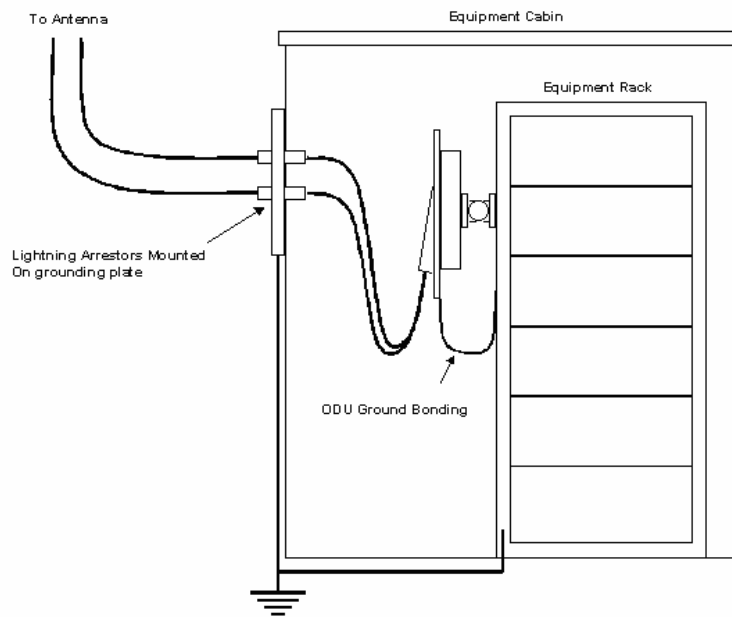 To Antenna
Equipment Cabin
Equipment Rack
Lightning Arrestors Mounted
On grounding plate
ODU Ground Bonding